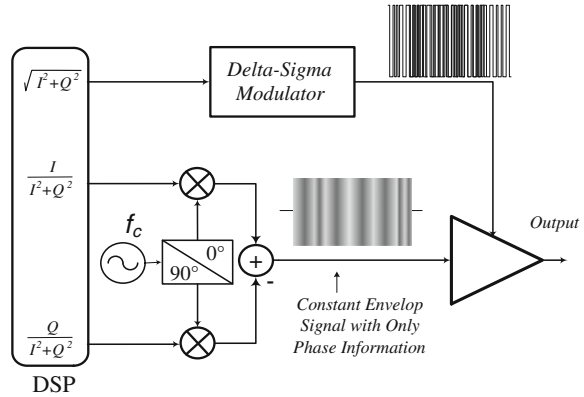 √I²+Q²
Delta-Sigma
Modulator
I
I²+Q²
f_c
0°
90°
+
-
Output
Constant Envelop
Signal with Only
Phase Information
Q
I²+Q²
DSP